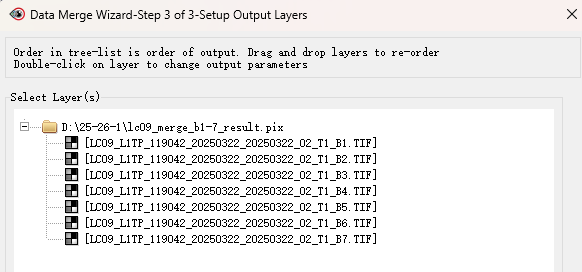 Data Merge Wizard-Step 3 of 3-Setup Output Layers
Order in tree-list is order of output. Drag and drop layers to re-order
Double-click on layer to change output parameters
Select Layer(s)
D:\25-26-1\lc09_merge_b1-7_result.pix
[LC09_L1TP_119042_20250322_20250322_02_T1_B1.TIF]
[LC09_L1TP_119042_20250322_20250322_02_T1_B2.TIF]
[LC09_L1TP_119042_20250322_20250322_02_T1_B3.TIF]
[LC09_L1TP_119042_20250322_20250322_02_T1_B4.TIF]
[LC09_L1TP_119042_20250322_20250322_02_T1_B5.TIF]
[LC09_L1TP_119042_20250322_20250322_02_T1_B6.TIF]
[LC09_L1TP_119042_20250322_20250322_02_T1_B7.TIF]